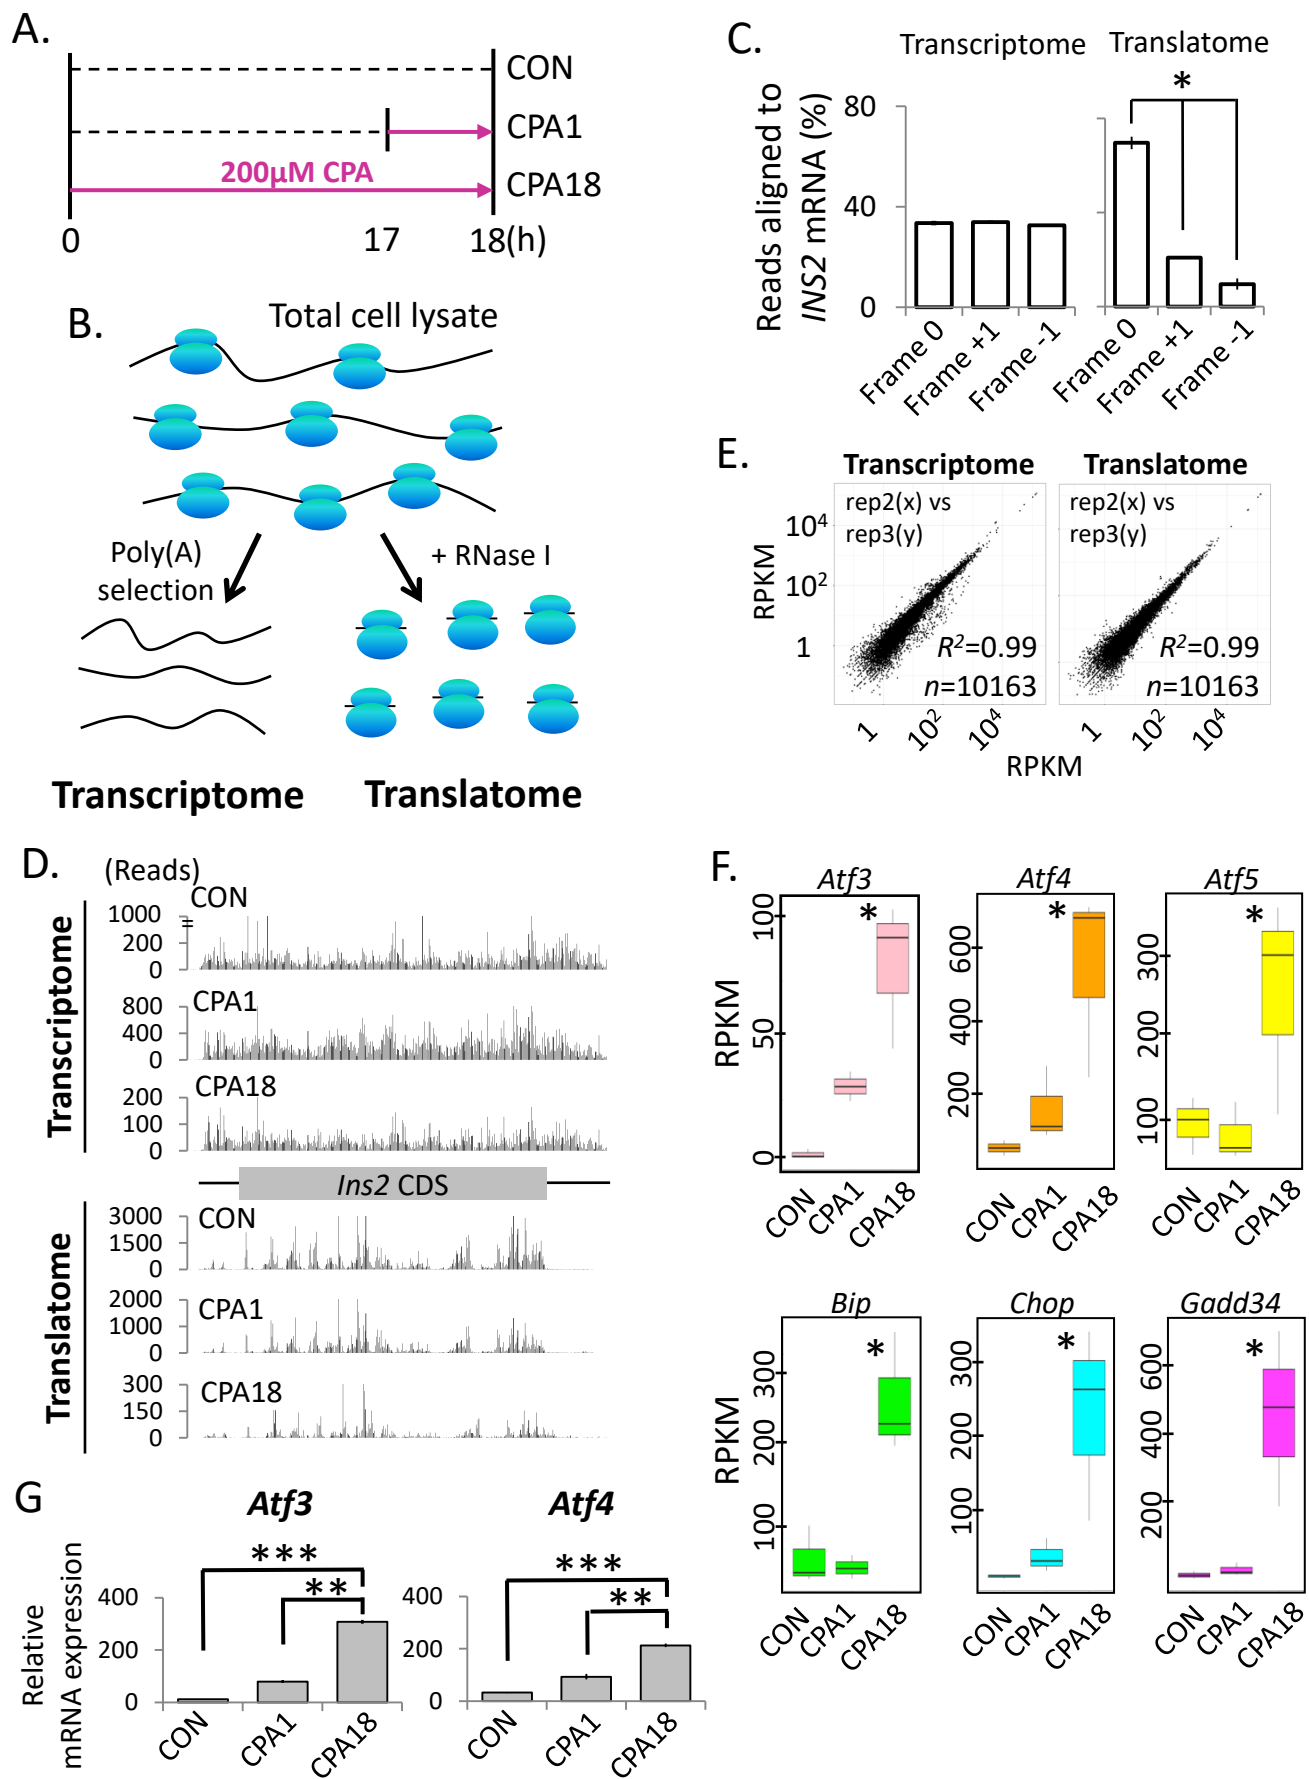 A.
CON
CPA1
200µM CPA
CPA18
0
17
18(h)
B.
Total cell lysate
Poly(A)
selection
+ RNase I
Transcriptome
Translatome
C.
Transcriptome
Translatome
Reads aligned to
INS2 mRNA (%)
80
40
0
*
Frame 0
Frame +1
Frame -1
Frame 0
Frame +1
Frame -1
E.
Transcriptome
Translatome
rep2(x) vs
rep3(y)
rep2(x) vs
rep3(y)
RPKM
10⁴
10²
1
R²=0.99
n=10163
R²=0.99
n=10163
1
10²
10⁴
1
10²
10⁴
RPKM
D.
(Reads)
Transcriptome
CON
1000
200
0
CPA1
800
400
0
CPA18
200
100
0
Ins2 CDS
Translatome
CON
3000
1500
0
CPA1
2000
1000
0
CPA18
300
150
0
F.
Atf3
Atf4
Atf5
RPKM
100
50
0
*
CON
CPA1
CPA18
600
400
200
*
CON
CPA1
CPA18
300
200
100
*
CON
CPA1
CPA18
Bip
Chop
Gadd34
RPKM
300
200
100
*
CON
CPA1
CPA18
300
200
100
*
CON
CPA1
CPA18
600
400
200
*
CON
CPA1
CPA18
G
Atf3
Atf4
Relative
mRNA expression
400
200
0
***
**
CON
CPA1
CPA18
400
200
0
***
**
CON
CPA1
CPA18